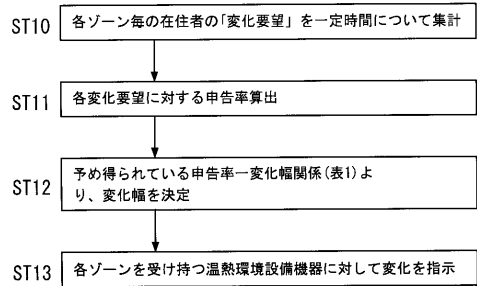 ST10 各ゾーン毎の在住者の「変化要望」を一定時間について集計
ST11 各変化要望に対する申告率算出
ST12 予め得られている申告率ー変化幅関係(表1)よ
り、変化幅を決定
ST13 各ゾーンを受け持つ温熱環境設備機器に対して変化を指示